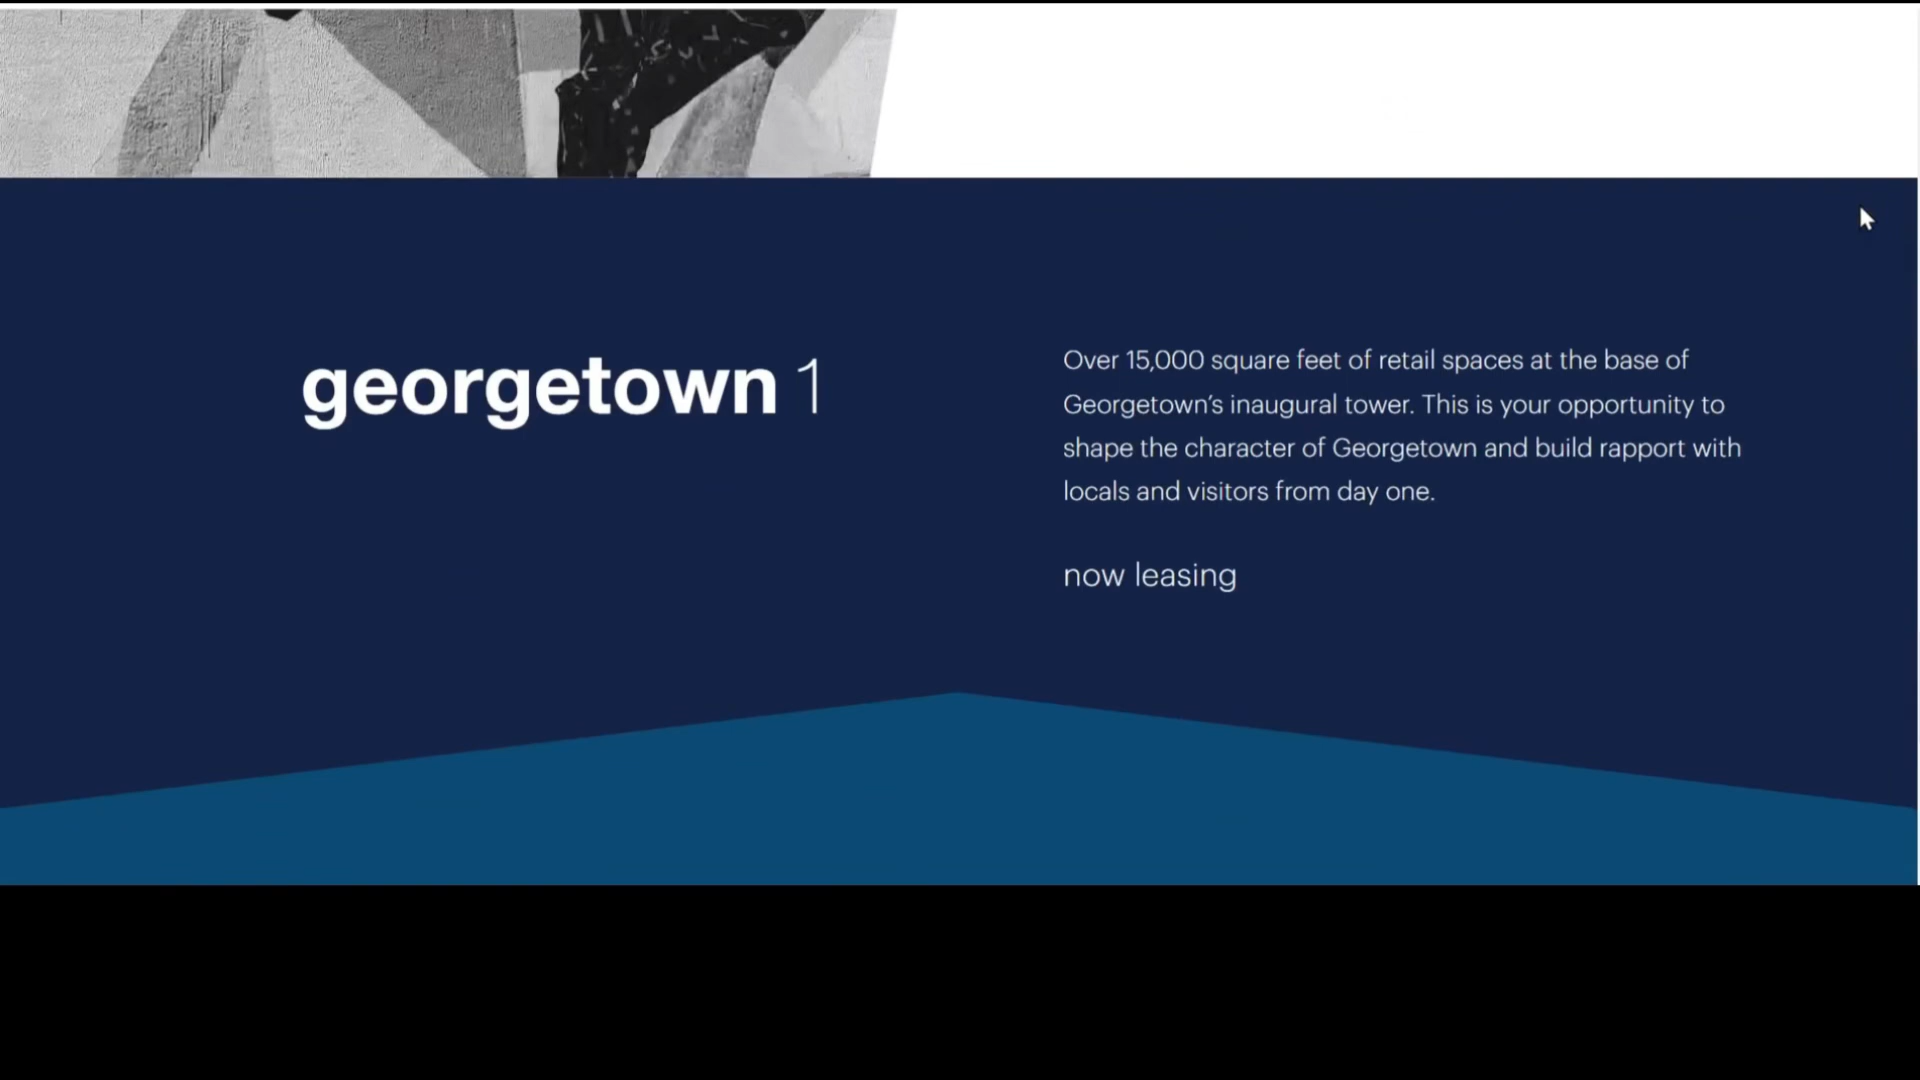 georgetown 1
Over 15,000 square feet of retail spaces at the base of
Georgetown’s inaugural tower. This is your opportunity to
shape the character of Georgetown and build rapport with
locals and visitors from day one.
now leasing